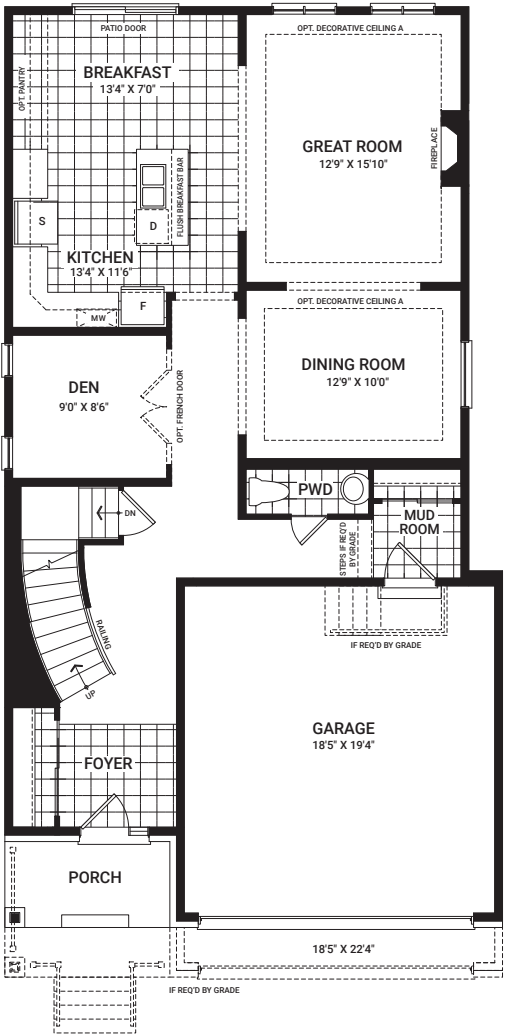 PATIO DOOR
OPT. DECORATIVE CEILING A
OPT. PANTRY
BREAKFAST
13'4" X 7'0"
GREAT ROOM
12'9" X 15'10"
FIREPLACE
FLUSH BREAKFAST BAR
S
D
KITCHEN
13'4" X 11'6"
F
MW
OPT. DECORATIVE CEILING A
DINING ROOM
12'9" X 10'0"
DEN
9'0" X 8'6"
OPT. FRENCH DOOR
PWD
DN
MUD
ROOM
STEPS IF REQ'D
BY GRADE
RAILING
UP
IF REQ'D BY GRADE
GARAGE
18'5" X 19'4"
FOYER
PORCH
18'5" X 22'4"
IF REQ'D BY GRADE